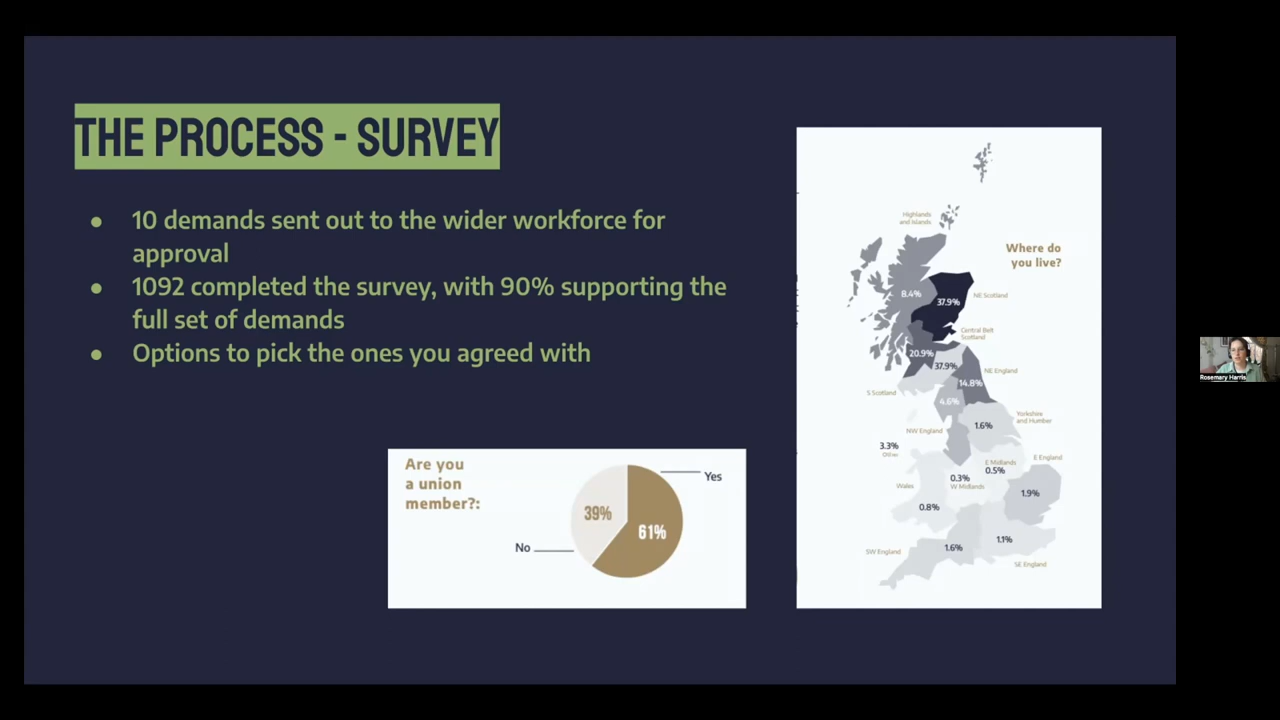 THE PROCESS - SURVEY
● 10 demands sent out to the wider workforce for
approval
● 1092 completed the survey, with 90% supporting the
full set of demands
● Options to pick the ones you agreed with
Are you
a union
member?:
Yes
39%
61%
No
Where do
you live?
Highlands
and Islands
8.4%
37.9%
NE Scotland
Central Belt
Scotland
20.9%
37.9%
NE England
14.8%
S Scotland
4.6%
NW England
Yorkshire
and Humber
1.6%
3.3%
Other
E Midlands
0.5%
E England
0.3%
W Midlands
Wales
1.9%
0.8%
1.1%
SW England
1.6%
SE England
Rosemary Harris